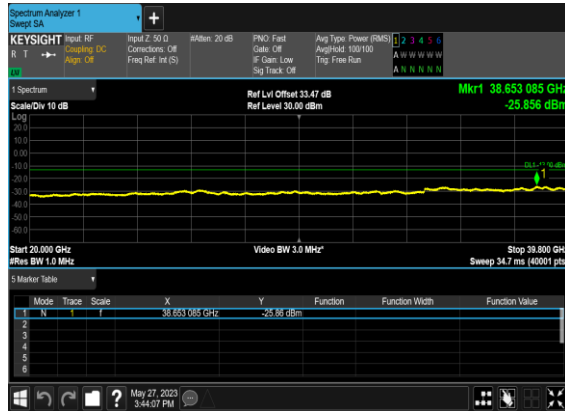 Spectrum Analyzer 1
Swept SA
+
KEYSIGHT Input: RF Input Z: 50 Ω #Atten: 20 dB PNO: Fast Avg Type: Power (RMS) 1 2 3 4 5 6
R T Coupling: DC Corrections: Off Gate: Off Avg|Hold: 100/100 A W W W W W
Align: Off Freq Ref: Int (S) IF Gain: Low Trig: Free Run
Sig Track: Off A N N N N N
1 Spectrum Ref Lvl Offset 33.47 dB Mkr1 38.653 085 GHz
Scale/Div 10 dB Ref Level 30.00 dBm -25.856 dBm
Log
20.0
10.0
0.00
-10.0
-20.0
-30.0
-40.0
-50.0
-60.0
1
Start 20.000 GHz Video BW 3.0 MHz* Stop 39.800 GHz
#Res BW 1.0 MHz Sweep 34.7 ms (40001 pts)
5 Marker Table
Mode Trace Scale X Y Function Function Width Function Value
1 N 1 f 38.653 085 GHz -25.86 dBm
2
3
4
5
6
? May 27, 2023
3:44:07 PM